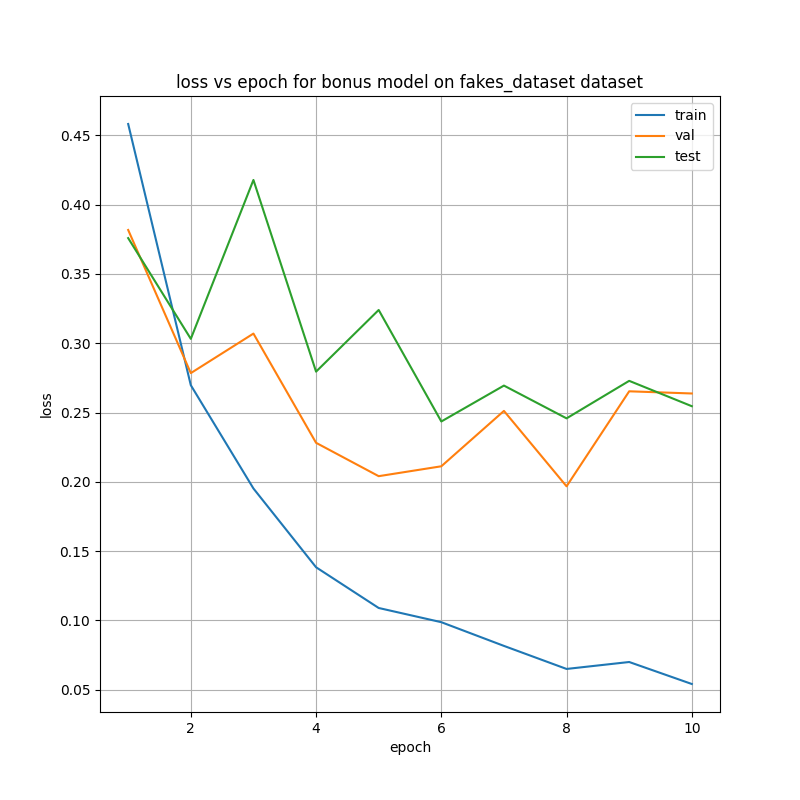 loss vs epoch for bonus model on fakes_dataset dataset
train
val
test
0.45
0.40
0.35
0.30
0.25
0.20
0.15
0.10
0.05
loss
2 4 6 8 10
epoch